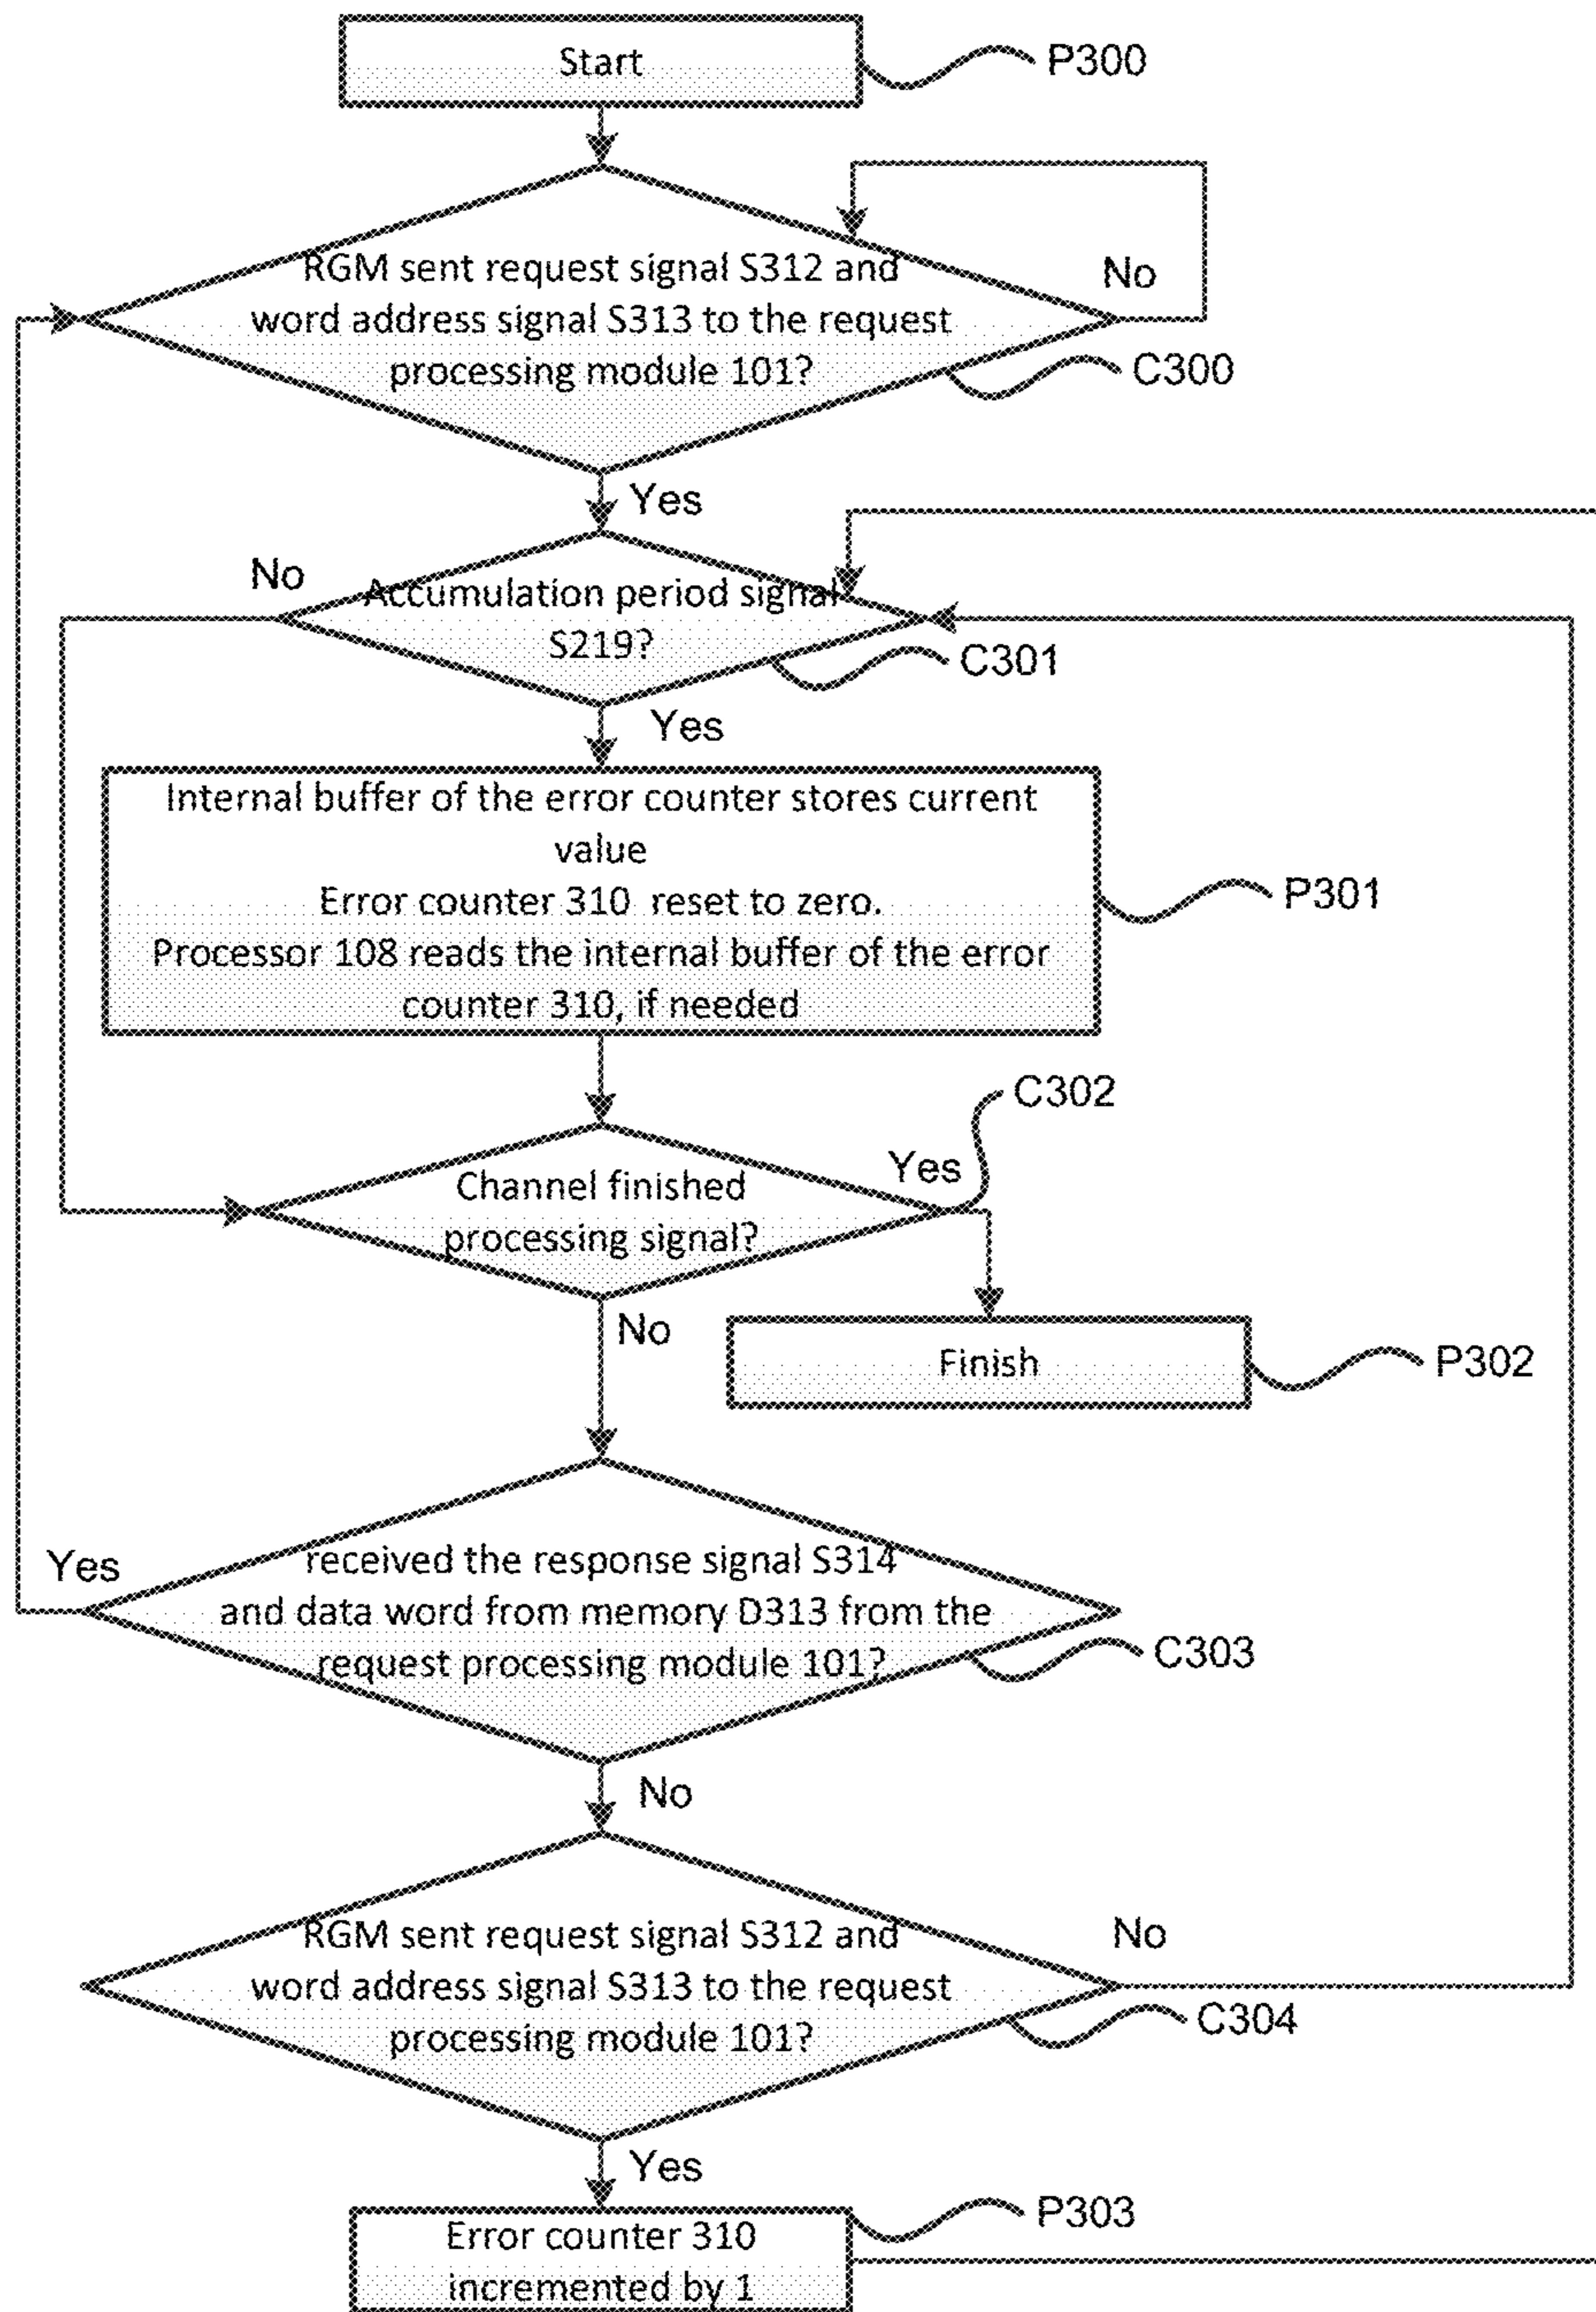 Start
P300
RGM sent request signal S312 and
word address signal S313 to the request
processing module 101?
No
C300
Yes
No
Accumulation period signal
S219?
C301
Yes
Internal buffer of the error counter stores current
value
Error counter 310 reset to zero.
Processor 108 reads the internal buffer of the error
counter 310, if needed
P301
C302
Channel finished
processing signal?
Yes
No
Finish
P302
Yes
received the response signal S314
and data word from memory D313 from the
request processing module 101?
C303
No
RGM sent request signal S312 and
word address signal S313 to the request
processing module 101?
No
C304
Yes
Error counter 310
incremented by 1
P303